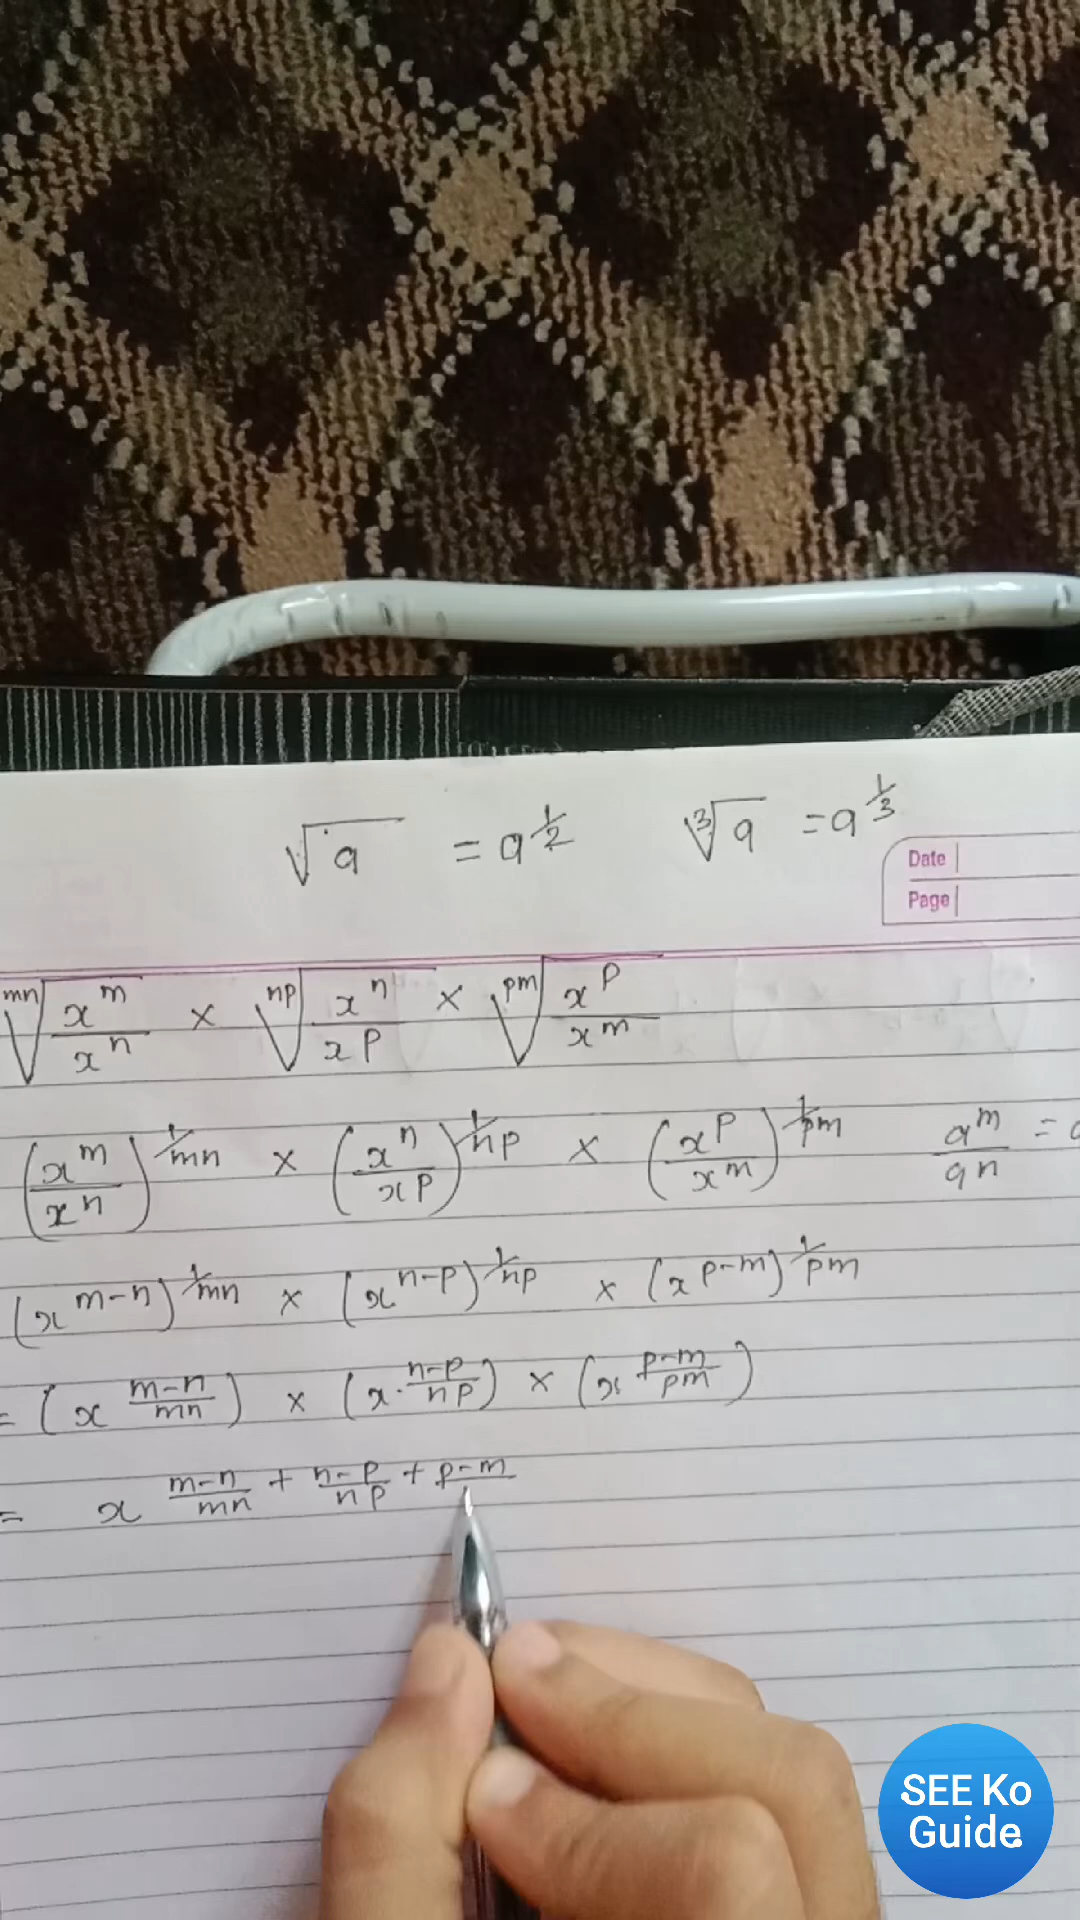 √a = a^(1/2) ∛a = a^(1/3)
Date
Page
ᵐⁿ√(x^m/x^n) × ⁿᵖ√(x^n/x^p) × ᵖᵐ√(x^p/x^m)
(x^m/x^n)^(1/mn) × (x^n/x^p)^(1/np) × (x^p/x^m)^(1/pm) a^m/a^n =
(x^(m-n))^(1/mn) × (x^(n-p))^(1/np) × (x^(p-m))^(1/pm)
= (x^((m-n)/mn)) × (x^((n-p)/np)) × (x^((p-m)/pm))
= x^((m-n)/mn + (n-p)/np + (p-m)/
SEE Ko
Guide